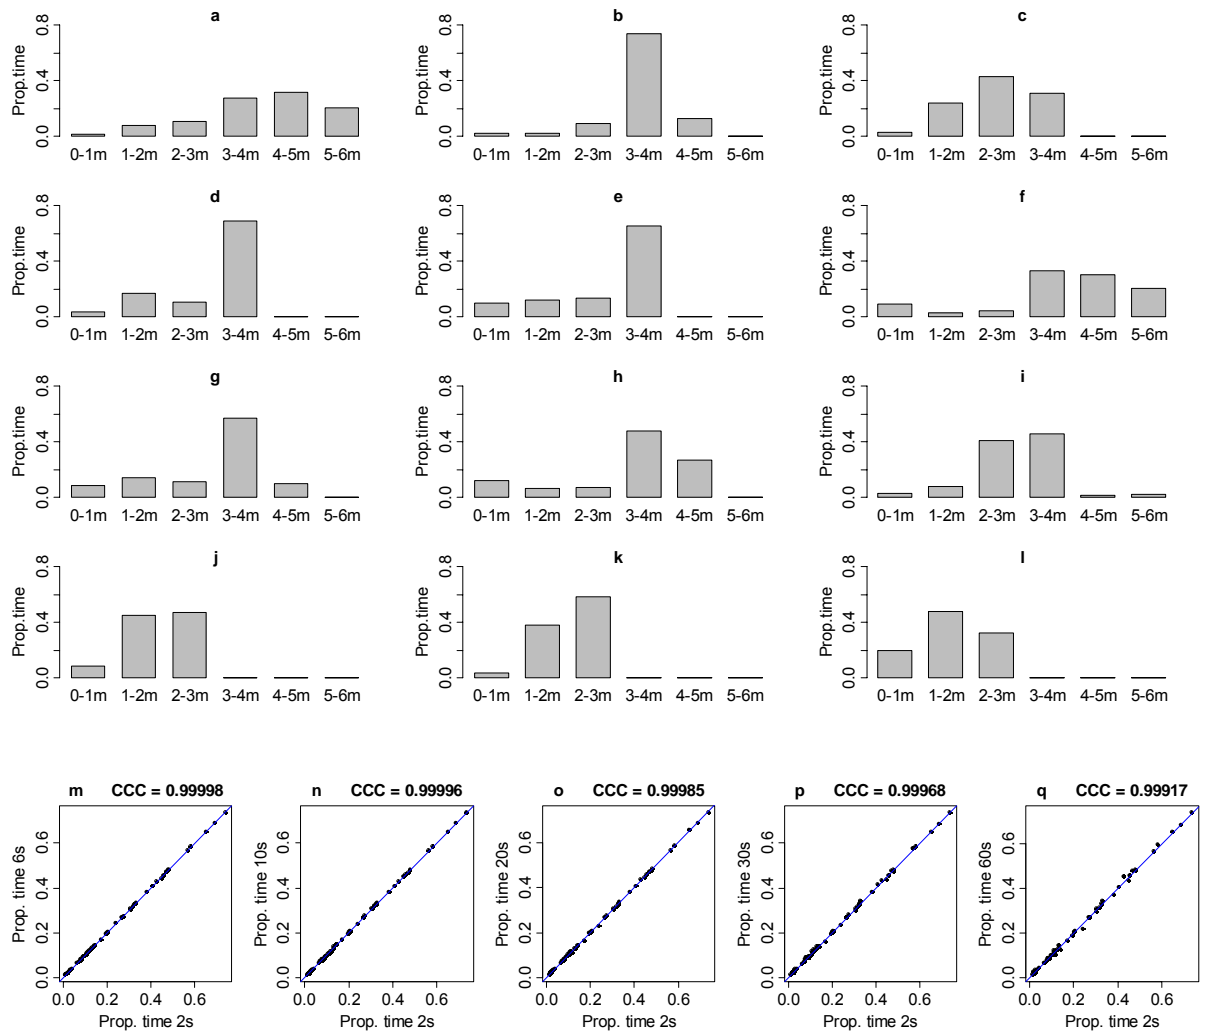 a
b
c
Prop.time
0.0 0.4 0.8
0-1m 1-2m 2-3m 3-4m 4-5m 5-6m
Prop.time
0.0 0.4 0.8
0-1m 1-2m 2-3m 3-4m 4-5m 5-6m
Prop.time
0.0 0.4 0.8
0-1m 1-2m 2-3m 3-4m 4-5m 5-6m
d
e
f
Prop.time
0.0 0.4 0.8
0-1m 1-2m 2-3m 3-4m 4-5m 5-6m
Prop.time
0.0 0.4 0.8
0-1m 1-2m 2-3m 3-4m 4-5m 5-6m
Prop.time
0.0 0.4 0.8
0-1m 1-2m 2-3m 3-4m 4-5m 5-6m
g
h
i
Prop.time
0.0 0.4 0.8
0-1m 1-2m 2-3m 3-4m 4-5m 5-6m
Prop.time
0.0 0.4 0.8
0-1m 1-2m 2-3m 3-4m 4-5m 5-6m
Prop.time
0.0 0.4 0.8
0-1m 1-2m 2-3m 3-4m 4-5m 5-6m
j
k
l
Prop.time
0.0 0.4 0.8
0-1m 1-2m 2-3m 3-4m 4-5m 5-6m
Prop.time
0.0 0.4 0.8
0-1m 1-2m 2-3m 3-4m 4-5m 5-6m
Prop.time
0.0 0.4 0.8
0-1m 1-2m 2-3m 3-4m 4-5m 5-6m
m CCC = 0.99998
Prop. time 6s
0.0 0.2 0.4 0.6
0.0 0.2 0.4 0.6
Prop. time 2s
n CCC = 0.99996
Prop. time 10s
0.0 0.2 0.4 0.6
0.0 0.2 0.4 0.6
Prop. time 2s
o CCC = 0.99985
Prop. time 20s
0.0 0.2 0.4 0.6
0.0 0.2 0.4 0.6
Prop. time 2s
p CCC = 0.99968
Prop. time 30s
0.0 0.2 0.4 0.6
0.0 0.2 0.4 0.6
Prop. time 2s
q CCC = 0.99917
Prop. time 60s
0.0 0.2 0.4 0.6
0.0 0.2 0.4 0.6
Prop. time 2s